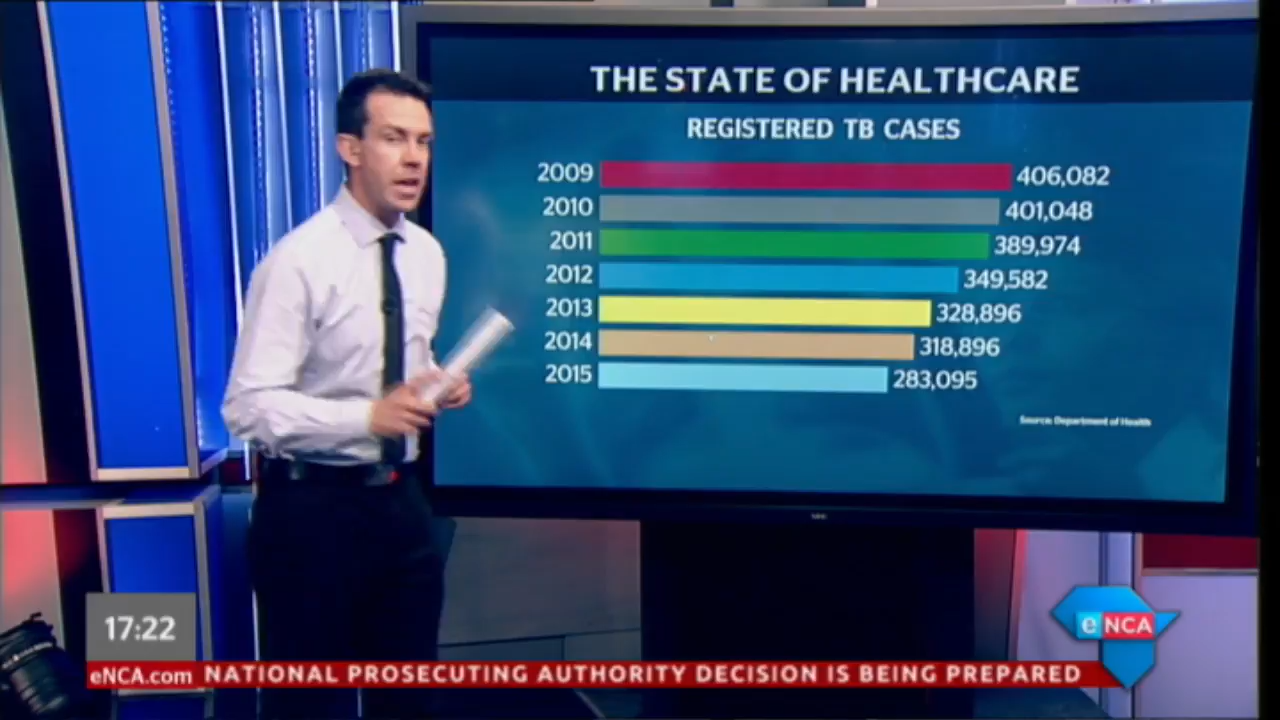 THE STATE OF HEALTHCARE
REGISTERED TB CASES
2009 406,082
2010 401,048
2011 389,974
2012 349,582
2013 328,896
2014 318,896
2015 283,095
Source: Department of Health
17:22
eNCA
eNCA.com NATIONAL PROSECUTING AUTHORITY DECISION IS BEING PREPARED